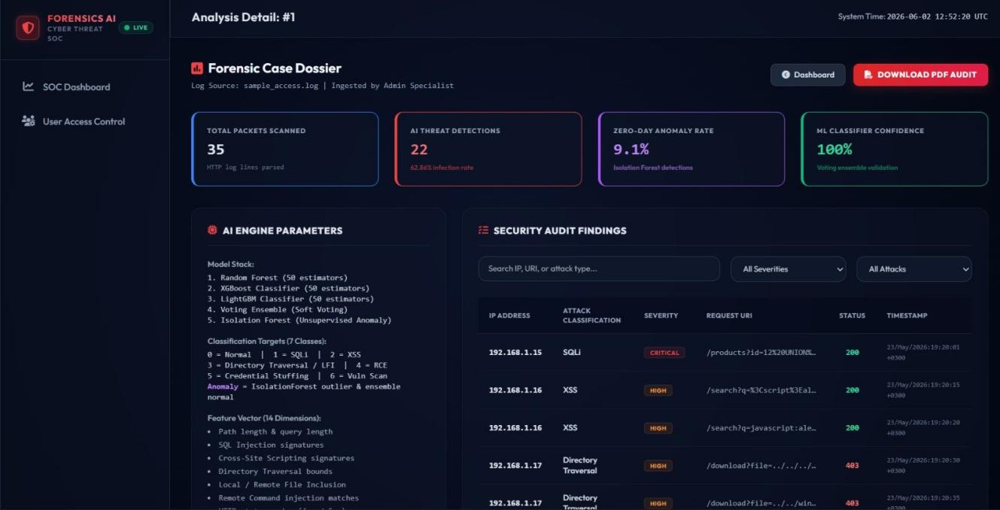 FORENSICS AI
CYBER THREAT
SOC
LIVE
SOC Dashboard
User Access Control
Analysis Detail: #1
System Time: 2026-06-02 12:52:20 UTC
Forensic Case Dossier
Log Source: sample_access.log | Ingested by Admin Specialist
Dashboard
DOWNLOAD PDF AUDIT
TOTAL PACKETS SCANNED
35
HTTP log lines parsed
AI THREAT DETECTIONS
22
62.86% infection rate
ZERO-DAY ANOMALY RATE
9.1%
Isolation Forest detections
ML CLASSIFIER CONFIDENCE
100%
Voting ensemble validation
AI ENGINE PARAMETERS
Model Stack:
1. Random Forest (50 estimators)
2. XGBoost Classifier (50 estimators)
3. LightGBM Classifier (50 estimators)
4. Voting Ensemble (Soft Voting)
5. Isolation Forest (Unsupervised Anomaly)
Classification Targets (7 Classes):
0 = Normal | 1 = SQLi | 2 = XSS
3 = Directory Traversal / LFI | 4 = RCE
5 = Credential Stuffing | 6 = Vuln Scan
Anomaly = IsolationForest outlier & ensemble
normal
Feature Vector (14 Dimensions):
• Path length & query length
• SQL Injection signatures
• Cross-Site Scripting signatures
• Directory Traversal bounds
• Local / Remote File Inclusion
• Remote Command injection matches
SECURITY AUDIT FINDINGS
Search IP, URI, or attack type...
All Severities
All Attacks
IP ADDRESS ATTACK CLASSIFICATION SEVERITY REQUEST URI STATUS TIMESTAMP
192.168.1.15 SQLi CRITICAL /products?id=12%20UNION%… 200 23/May/2026:19:20:01 +0300
192.168.1.16 XSS HIGH /search?q=%3Cscript%3Eal… 200 23/May/2026:19:20:15 +0300
192.168.1.16 XSS HIGH /search?q=javascript:ale… 200 23/May/2026:19:20:20 +0300
192.168.1.17 Directory Traversal HIGH /download?file=../../../… 403 23/May/2026:19:20:30 +0300
192.168.1.17 Directory Traversal HIGH /download?file=../../win… 403 23/May/2026:19:20:35 +0300